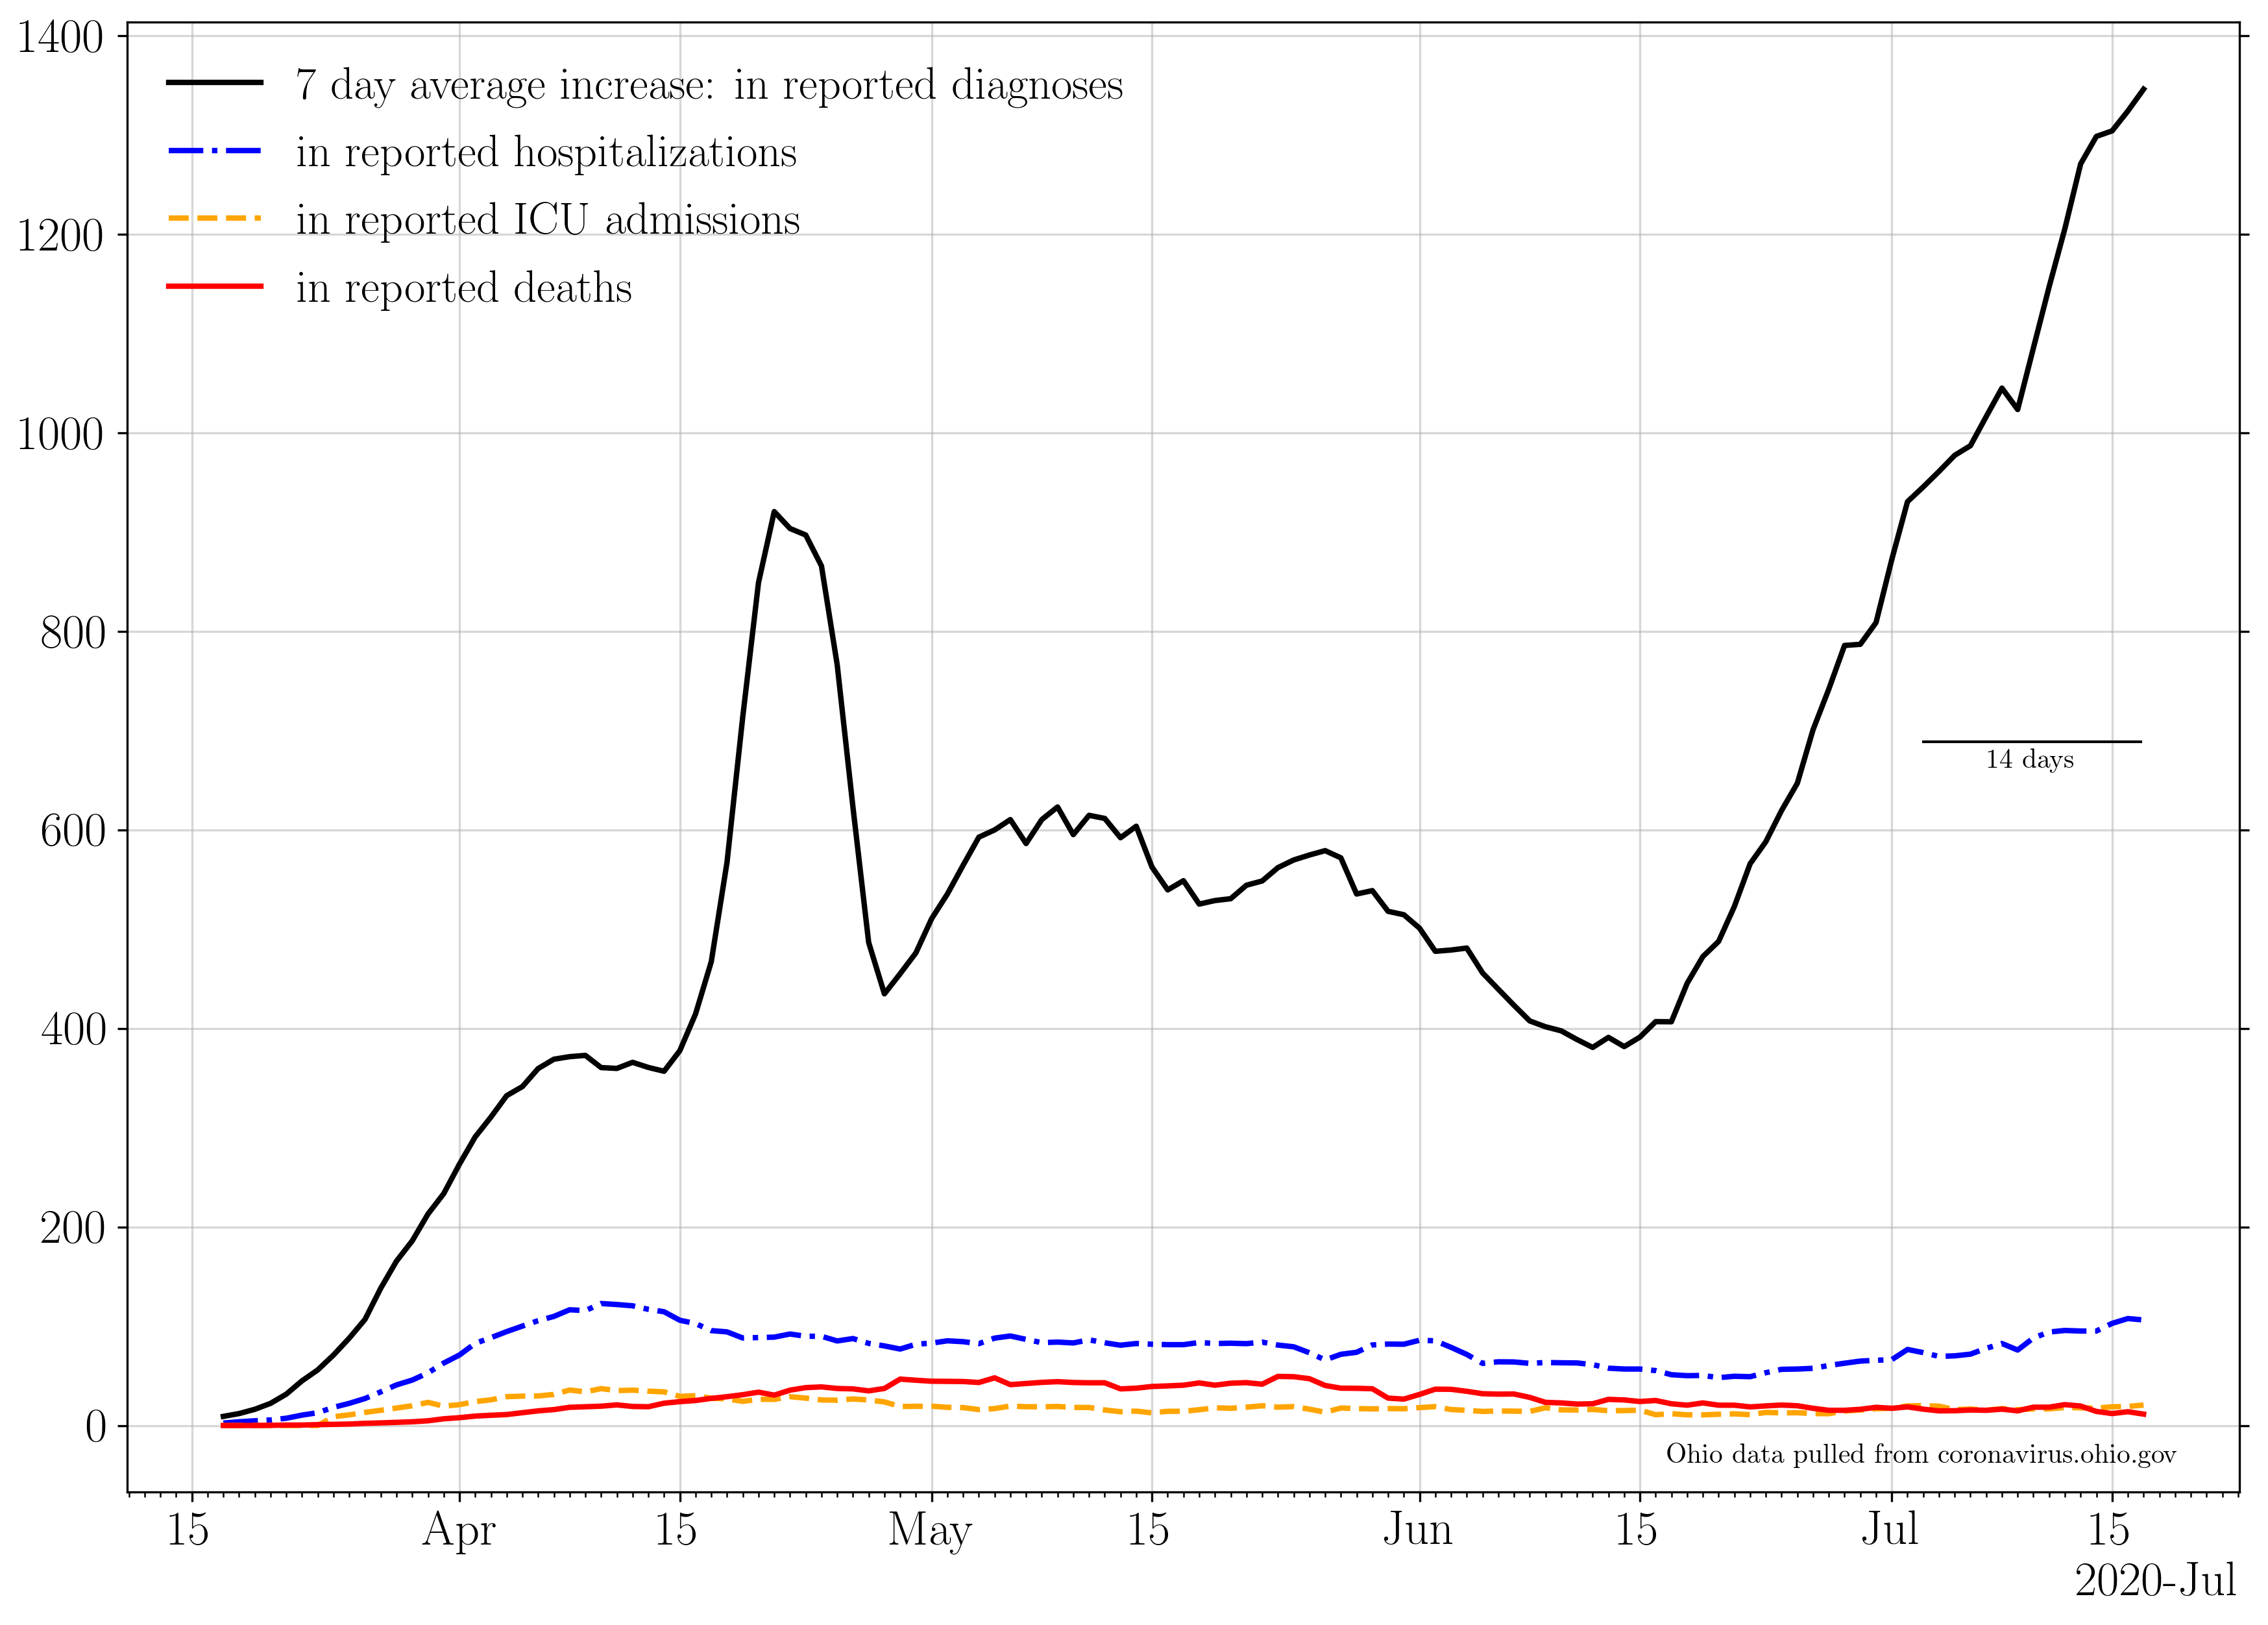 1400
7 day average increase: in reported diagnoses
in reported hospitalizations
in reported ICU admissions
1200
in reported deaths
1000
800
14 days
600
400
200
0
Ohio data pulled from coronavirus.ohio.gov
15 Apr 15 May 15 Jun 15 Jul 15
2020-Jul